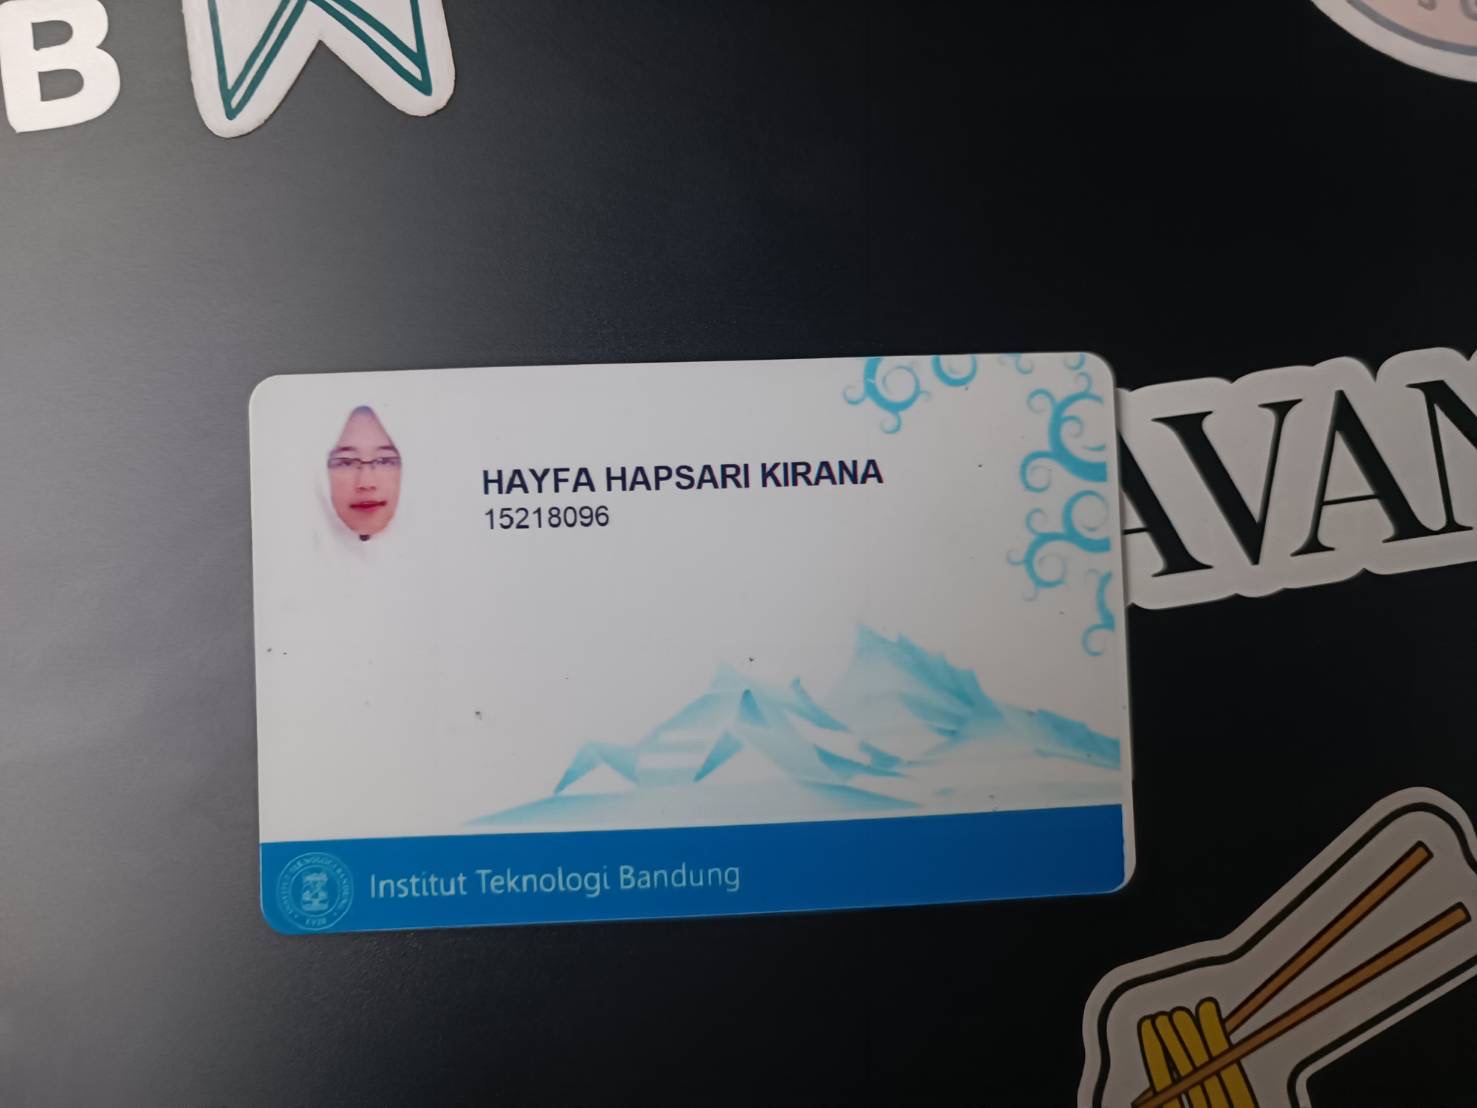 B
HAYFA HAPSARI KIRANA
15218096
AVAN
Institut Teknologi Bandung